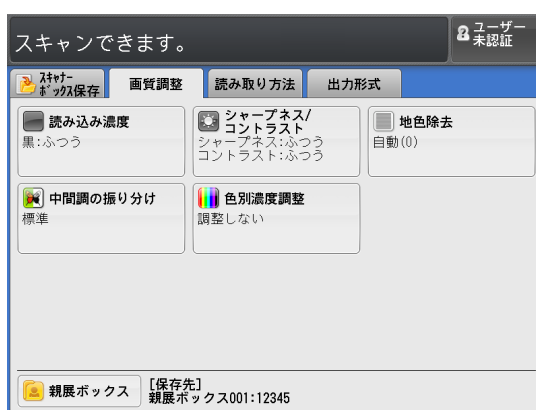 スキャンできます。
ユーザー
未認証
スキャナー
ボックス保存
画質調整
読み取り方法
出力形式
読み込み濃度
黒:ふつう
シャープネス/
コントラスト
シャープネス:ふつう
コントラスト:ふつう
地色除去
自動(0)
中間調の振り分け
標準
色別濃度調整
調整しない
親展ボックス
[保存先]
親展ボックス001:12345